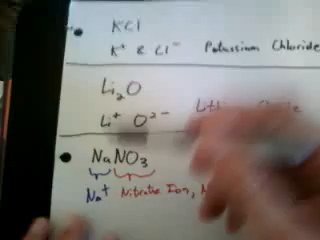 KCl
K⁺ & Cl⁻ Potassium Chloride
Li₂O
Li⁺ O²⁻
NaNO₃
Na⁺ Nitrate Ion, N